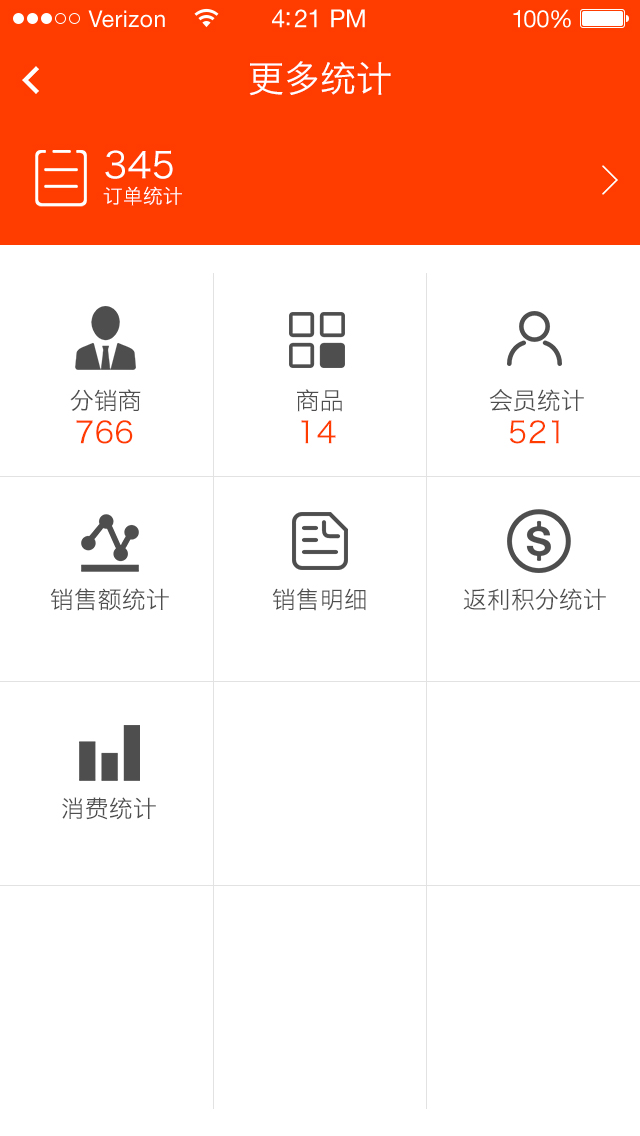 Verizon 4:21 PM 100%
更多统计
345
订单统计
分销商 商品 会员统计
766 14 521
销售额统计 销售明细 返利积分统计
消费统计